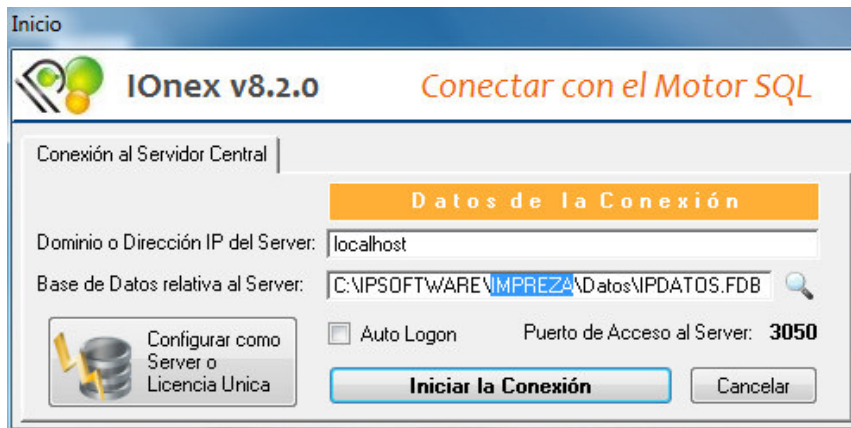 Inicio
IOnex v8.2.0 Conectar con el Motor SQL
Conexión al Servidor Central
Datos de la Conexión
Dominio o Dirección IP del Server: localhost
Base de Datos relativa al Server: C:\IPSOFTWARE\IMPREZA\Datos\IPDATOS.FDB
Configurar como
Server o
Licencia Unica
Auto Logon Puerto de Acceso al Server: 3050
Iniciar la Conexión Cancelar